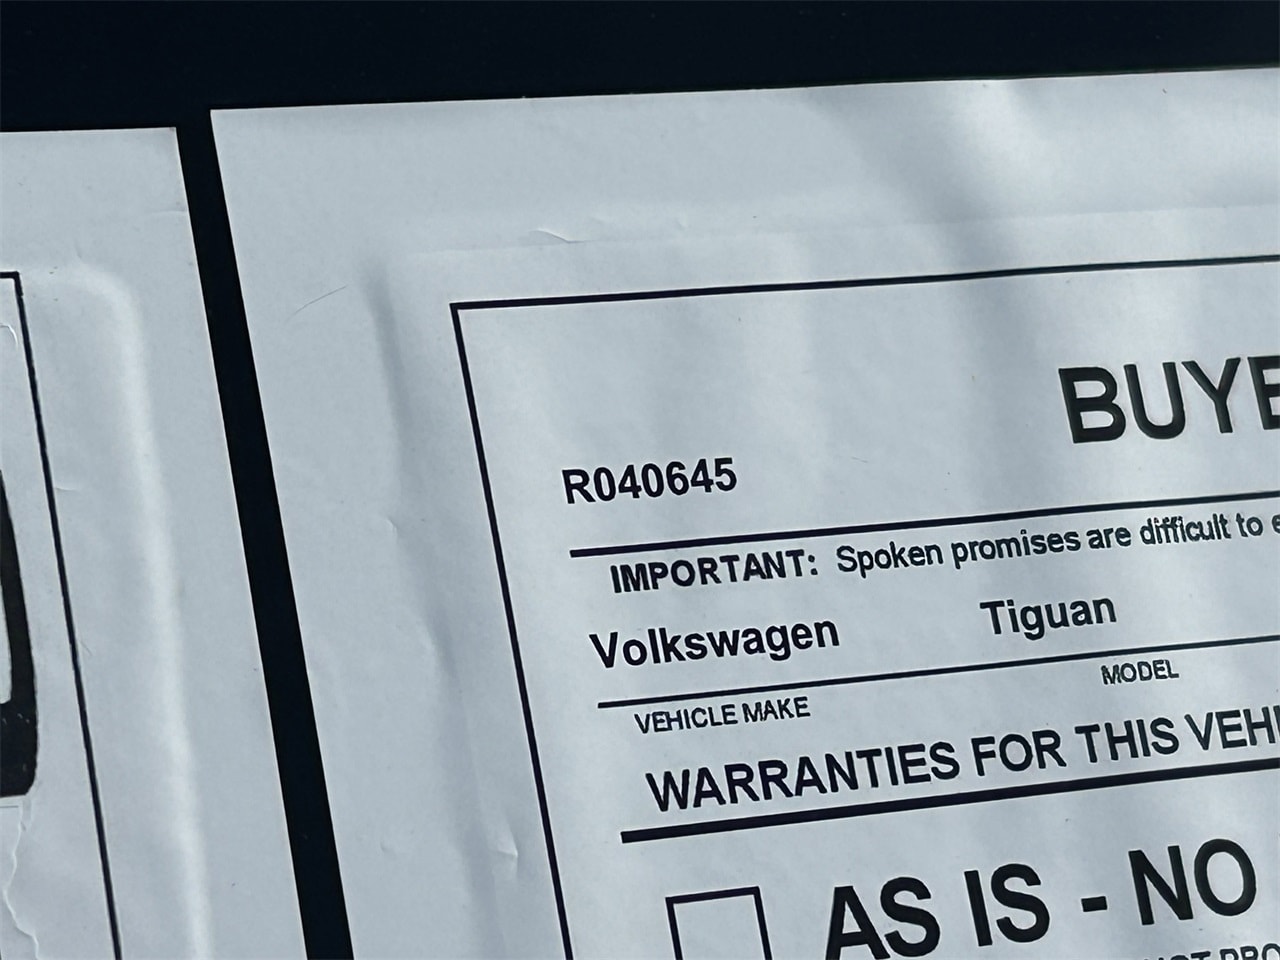 BUYE
R040645
IMPORTANT: Spoken promises are difficult to e
Volkswagen Tiguan
VEHICLE MAKE MODEL
WARRANTIES FOR THIS VEHI
AS IS - NO